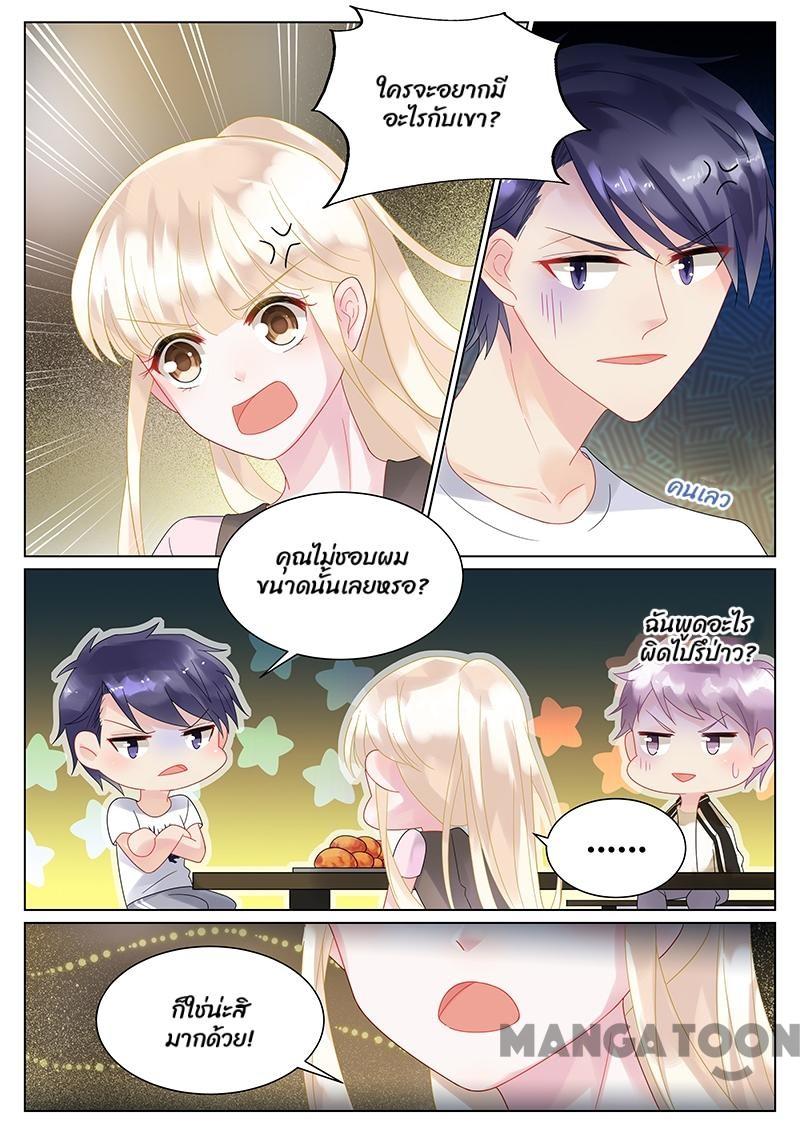 ใครจะอยากมี
อะไรกับเขา?
คนเลว
คุณไม่ชอบผม
ขนาดนั้นเลยหรอ?
ฉันพูดอะไร
ผิดไปรึป่าว?
......
ก็ใช่น่ะสิ
มากด้วย!
MANGATOON